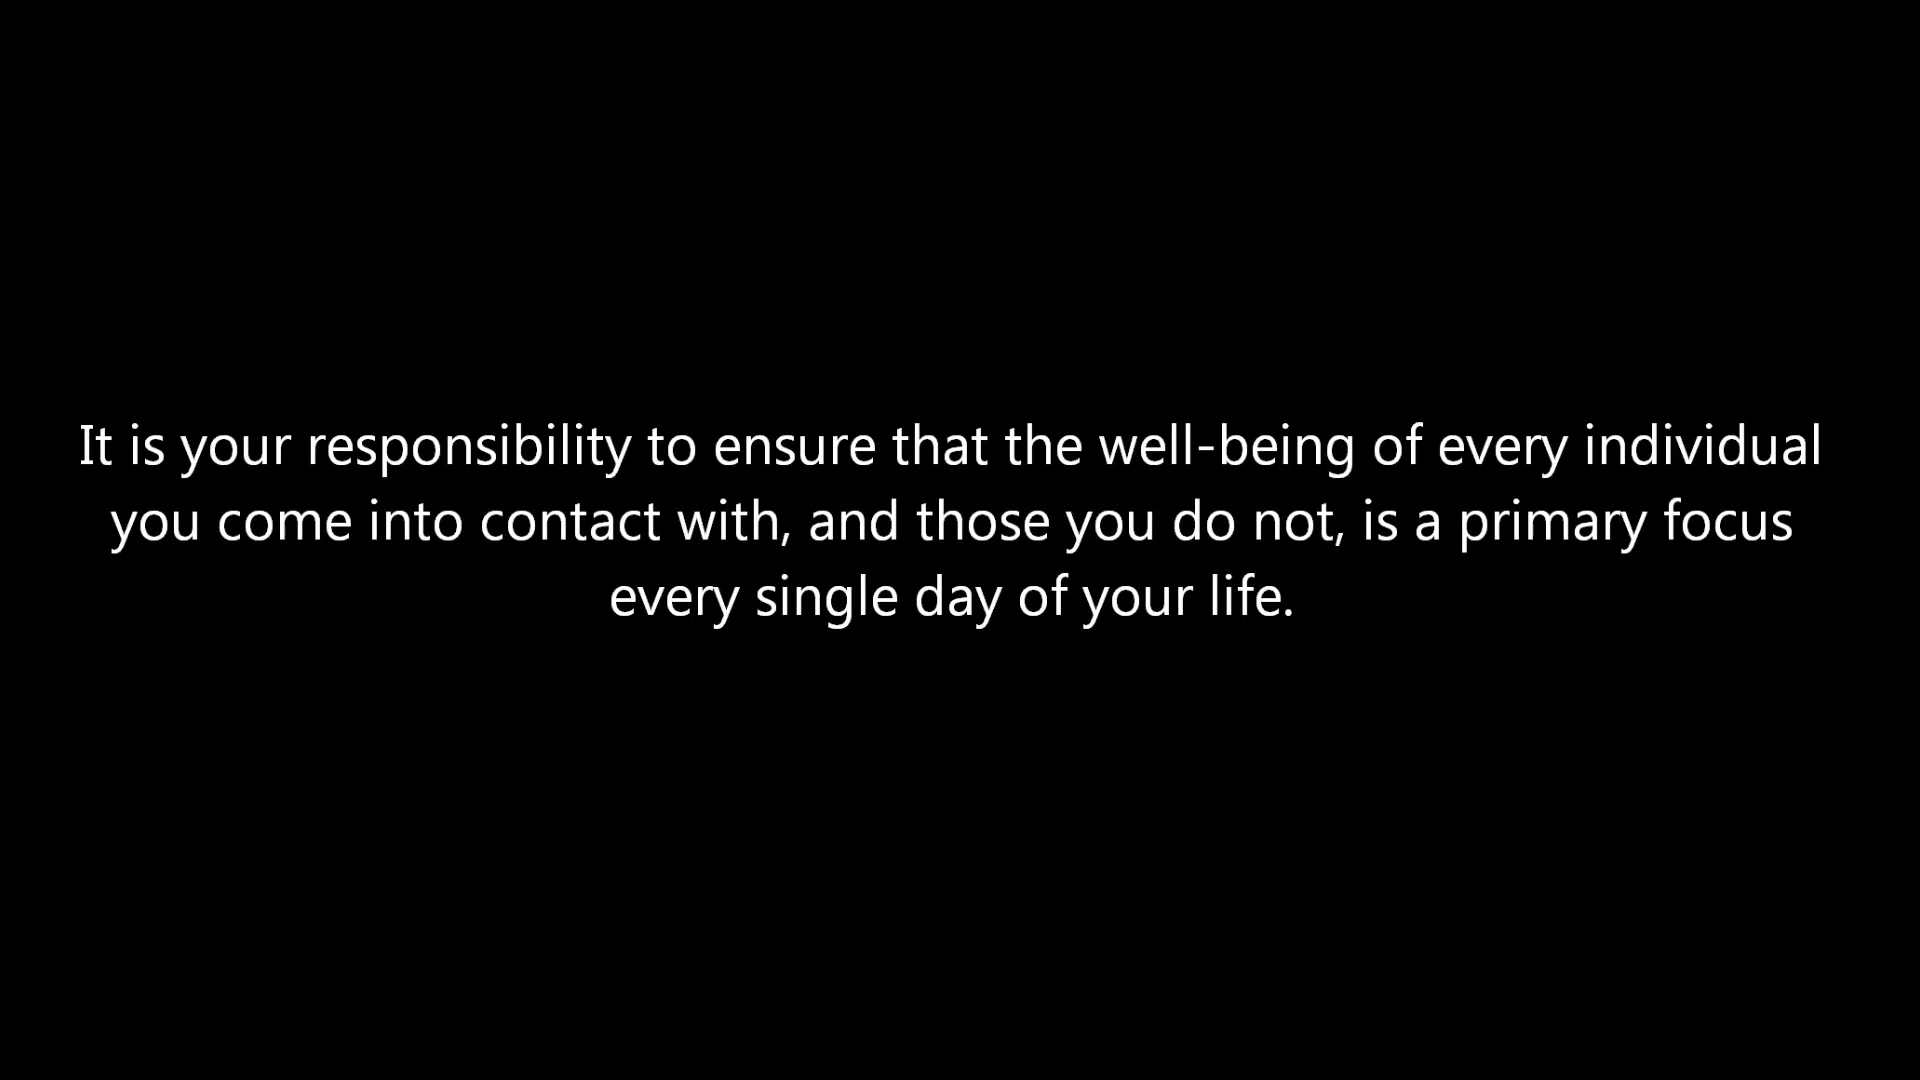 It is your responsibility to ensure that the well-being of every individual
you come into contact with, and those you do not, is a primary focus
every single day of your life.